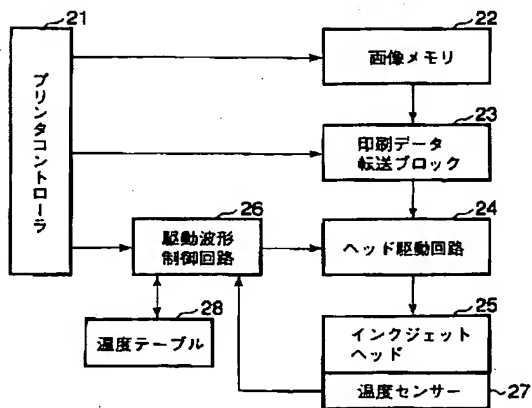 21
プリンタコントローラ
22
画像メモリ
23
印刷データ
転送ブロック
24
ヘッド駆動回路
26
駆動波形
制御回路
28
温度テーブル
25
インクジェット
ヘッド
温度センサー
27